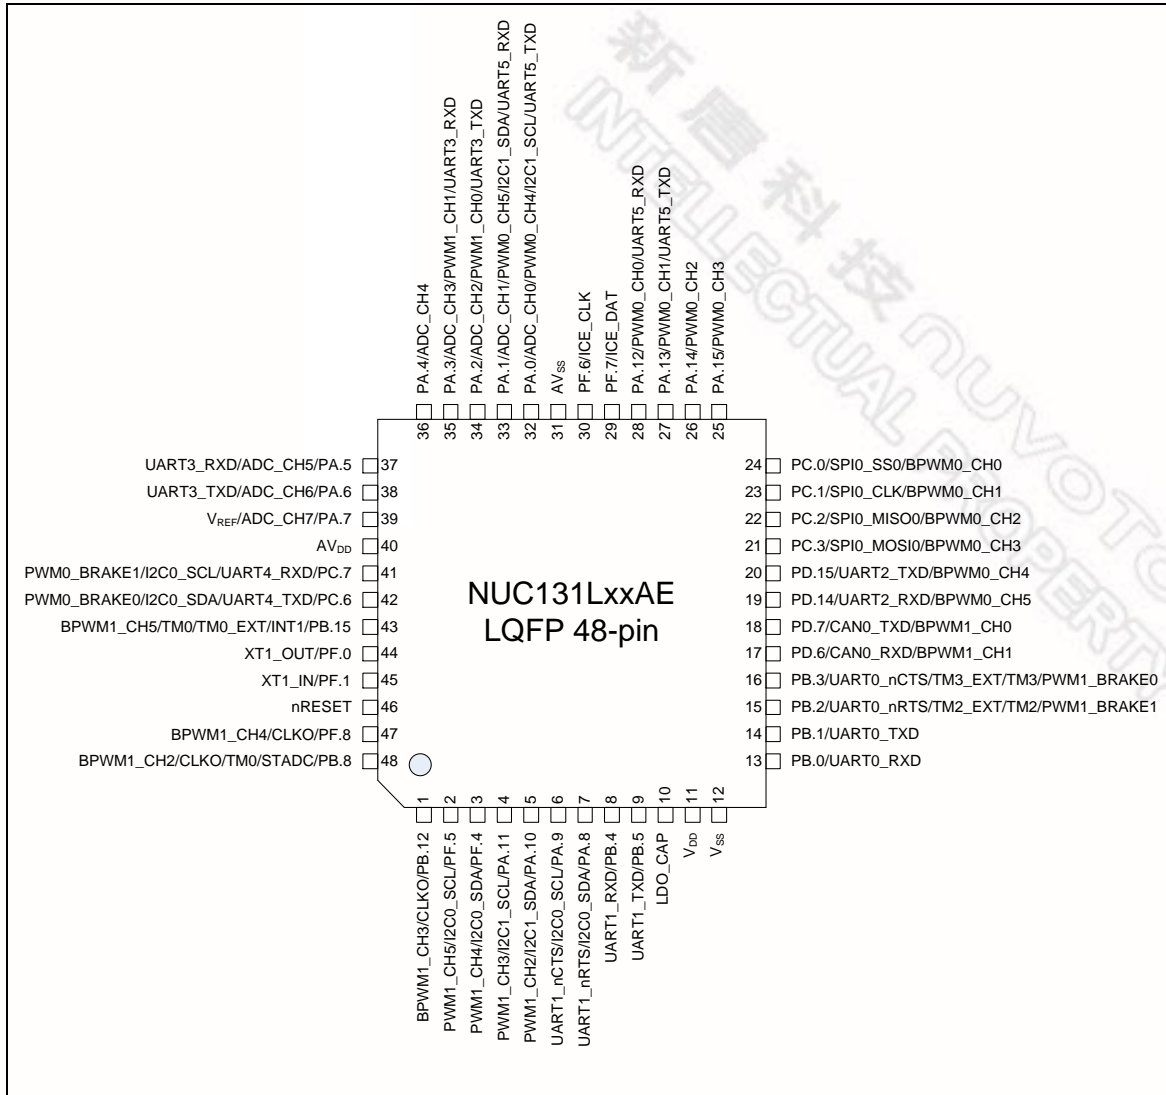 新唐科技 nuvoTo
INTELLECTUAL PROPERTY
PA.4/ADC_CH4
PA.3/ADC_CH3/PWM1_CH1/UART3_RXD
PA.2/ADC_CH2/PWM1_CH0/UART3_TXD
PA.1/ADC_CH1/PWM0_CH5/I2C1_SDA/UART5_RXD
PA.0/ADC_CH0/PWM0_CH4/I2C1_SCL/UART5_TXD
AVSS
PF.6/ICE_CLK
PF.7/ICE_DAT
PA.12/PWM0_CH0/UART5_RXD
PA.13/PWM0_CH1/UART5_TXD
PA.14/PWM0_CH2
PA.15/PWM0_CH3
36 35 34 33 32 31 30 29 28 27 26 25
UART3_RXD/ADC_CH5/PA.5 37
UART3_TXD/ADC_CH6/PA.6 38
VREF/ADC_CH7/PA.7 39
AVDD 40
PWM0_BRAKE1/I2C0_SCL/UART4_RXD/PC.7 41
PWM0_BRAKE0/I2C0_SDA/UART4_TXD/PC.6 42
BPWM1_CH5/TM0/TM0_EXT/INT1/PB.15 43
XT1_OUT/PF.0 44
XT1_IN/PF.1 45
nRESET 46
BPWM1_CH4/CLKO/PF.8 47
BPWM1_CH2/CLKO/TM0/STADC/PB.8 48
NUC131LxxAE
LQFP 48-pin
24 PC.0/SPI0_SS0/BPWM0_CH0
23 PC.1/SPI0_CLK/BPWM0_CH1
22 PC.2/SPI0_MISO0/BPWM0_CH2
21 PC.3/SPI0_MOSI0/BPWM0_CH3
20 PD.15/UART2_TXD/BPWM0_CH4
19 PD.14/UART2_RXD/BPWM0_CH5
18 PD.7/CAN0_TXD/BPWM1_CH0
17 PD.6/CAN0_RXD/BPWM1_CH1
16 PB.3/UART0_nCTS/TM3_EXT/TM3/PWM1_BRAKE0
15 PB.2/UART0_nRTS/TM2_EXT/TM2/PWM1_BRAKE1
14 PB.1/UART0_TXD
13 PB.0/UART0_RXD
1 2 3 4 5 6 7 8 9 10 11 12
BPWM1_CH3/CLKO/PB.12
PWM1_CH5/I2C0_SCL/PF.5
PWM1_CH4/I2C0_SDA/PF.4
PWM1_CH3/I2C1_SCL/PA.11
PWM1_CH2/I2C1_SDA/PA.10
UART1_nCTS/I2C0_SCL/PA.9
UART1_nRTS/I2C0_SDA/PA.8
UART1_RXD/PB.4
UART1_TXD/PB.5
LDO_CAP
VDD
VSS